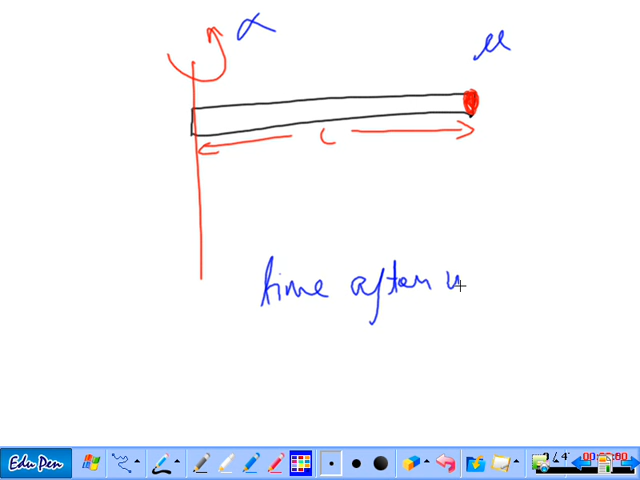 α
μ
L
time after w
Edu Pen